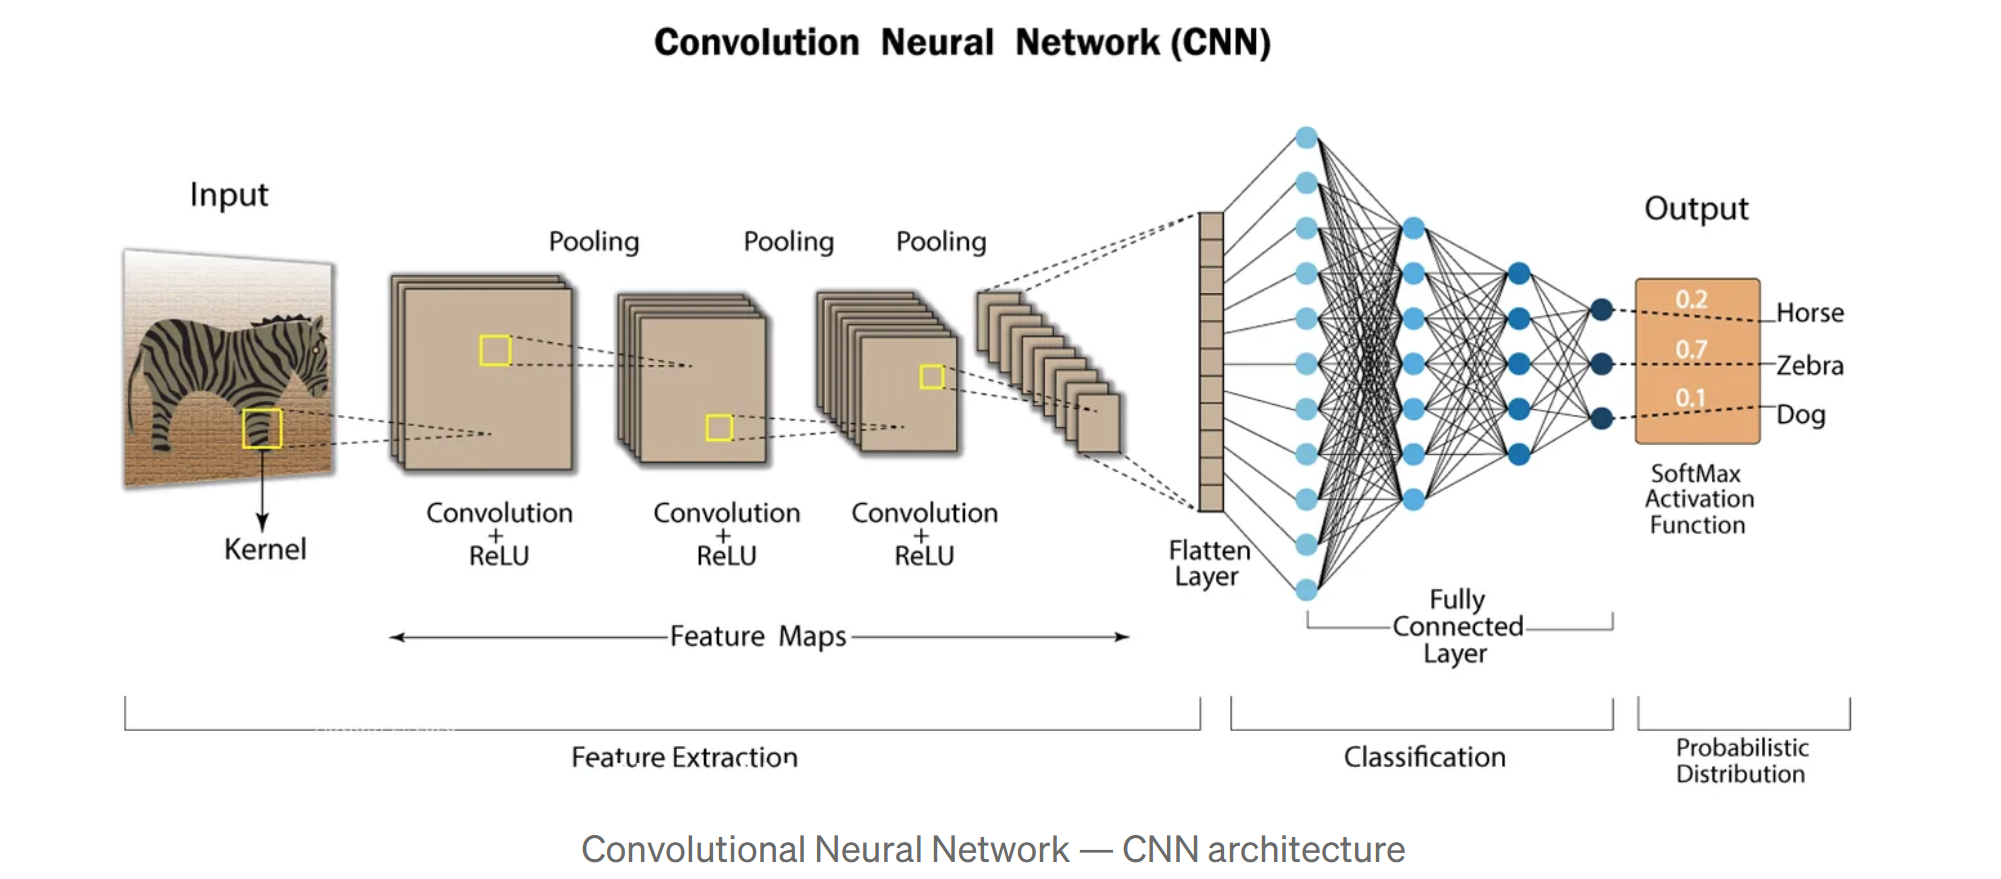 Convolution Neural Network (CNN)
Input
Pooling
Pooling
Pooling
Output
0.2
Horse
0.7
Zebra
0.1
Dog
Kernel
Convolution
+
ReLU
Convolution
+
ReLU
Convolution
+
ReLU
Flatten
Layer
SoftMax
Activation
Function
Feature Maps
Fully
Connected
Layer
Feature Extraction
Classification
Probabilistic
Distribution
Convolutional Neural Network — CNN architecture